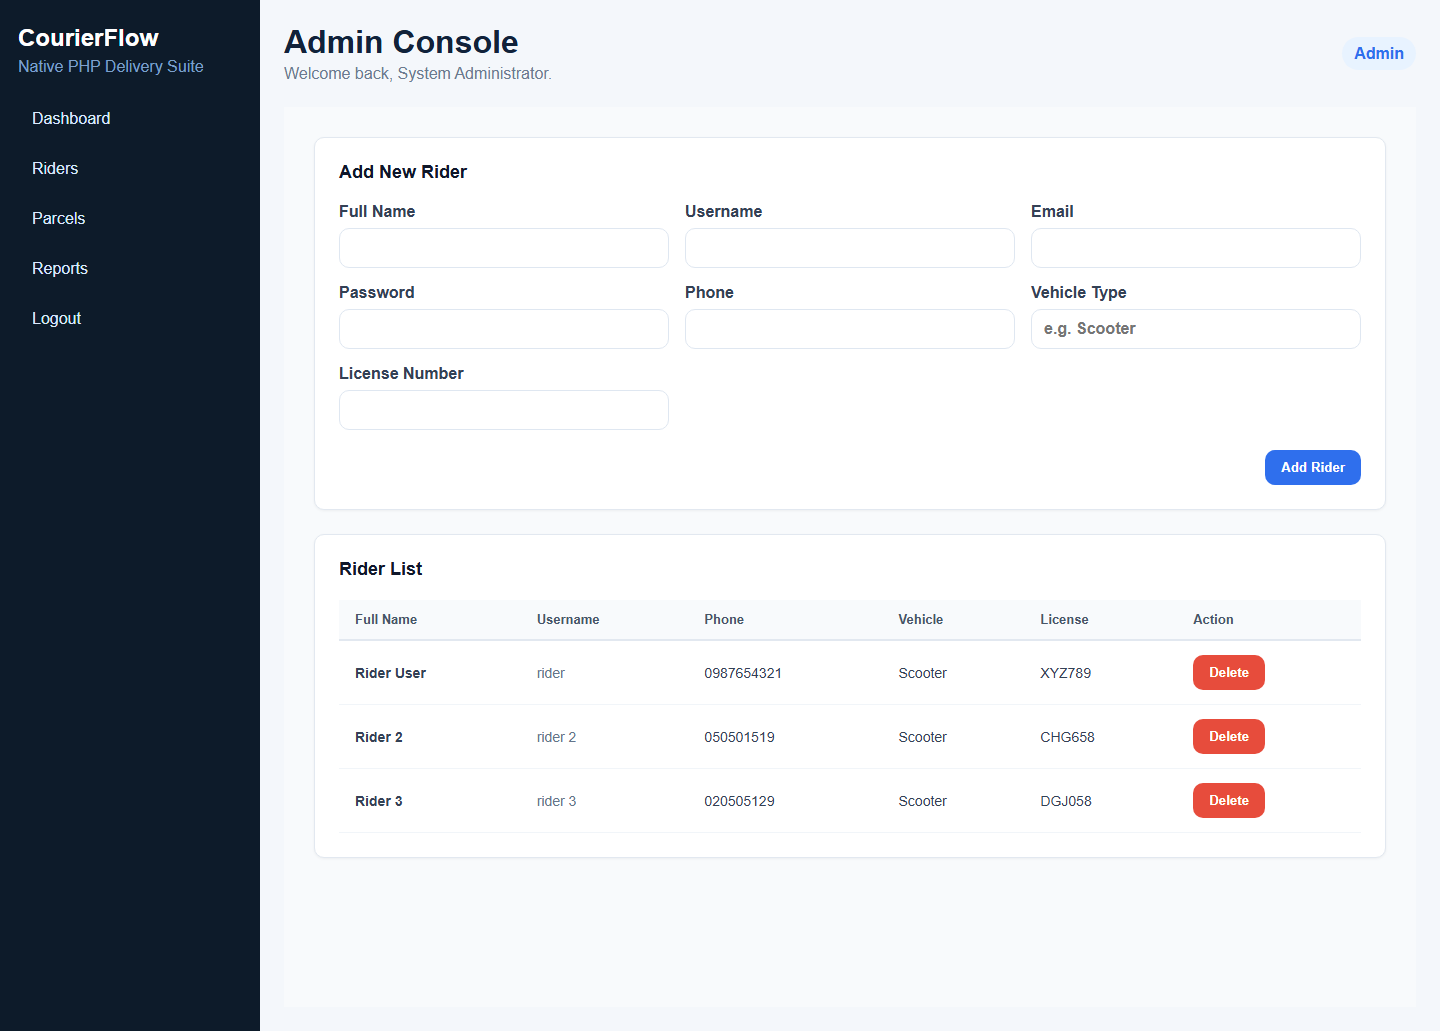 CourierFlow
Native PHP Delivery Suite
Dashboard
Riders
Parcels
Reports
Logout
Admin Console
Welcome back, System Administrator.
Admin
Add New Rider
Full Name Username Email
Password Phone Vehicle Type
e.g. Scooter
License Number
Add Rider
Rider List
Full Name Username Phone Vehicle License Action
Rider User rider 0987654321 Scooter XYZ789 Delete
Rider 2 rider 2 050501519 Scooter CHG658 Delete
Rider 3 rider 3 020505129 Scooter DGJ058 Delete